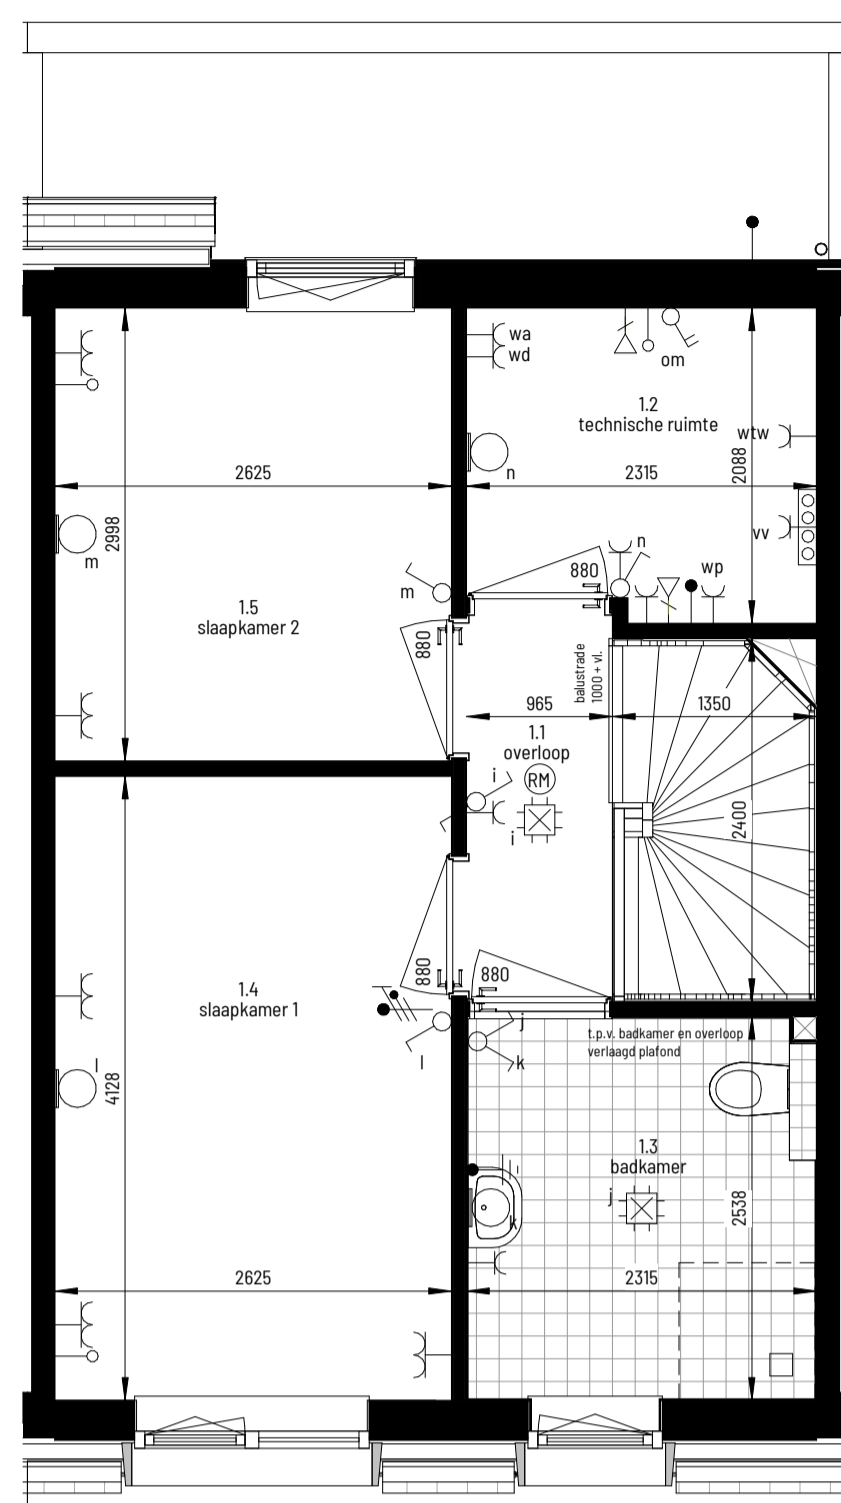 wa
wd
om
1.2
technische ruimte
wtw
2088
n
2625
2315
2998
m
vv
n
880
wp
m
1.5
slaapkamer 2
880
balustrade
1000 + vl.
965
1350
1.1
overloop
RM
i
i
2400
880
880
1.4
slaapkamer 1
l
j
k
t.p.v. badkamer en overloop
verlaagd plafond
l
4128
1.3
badkamer
j
k
2538
2625
2315